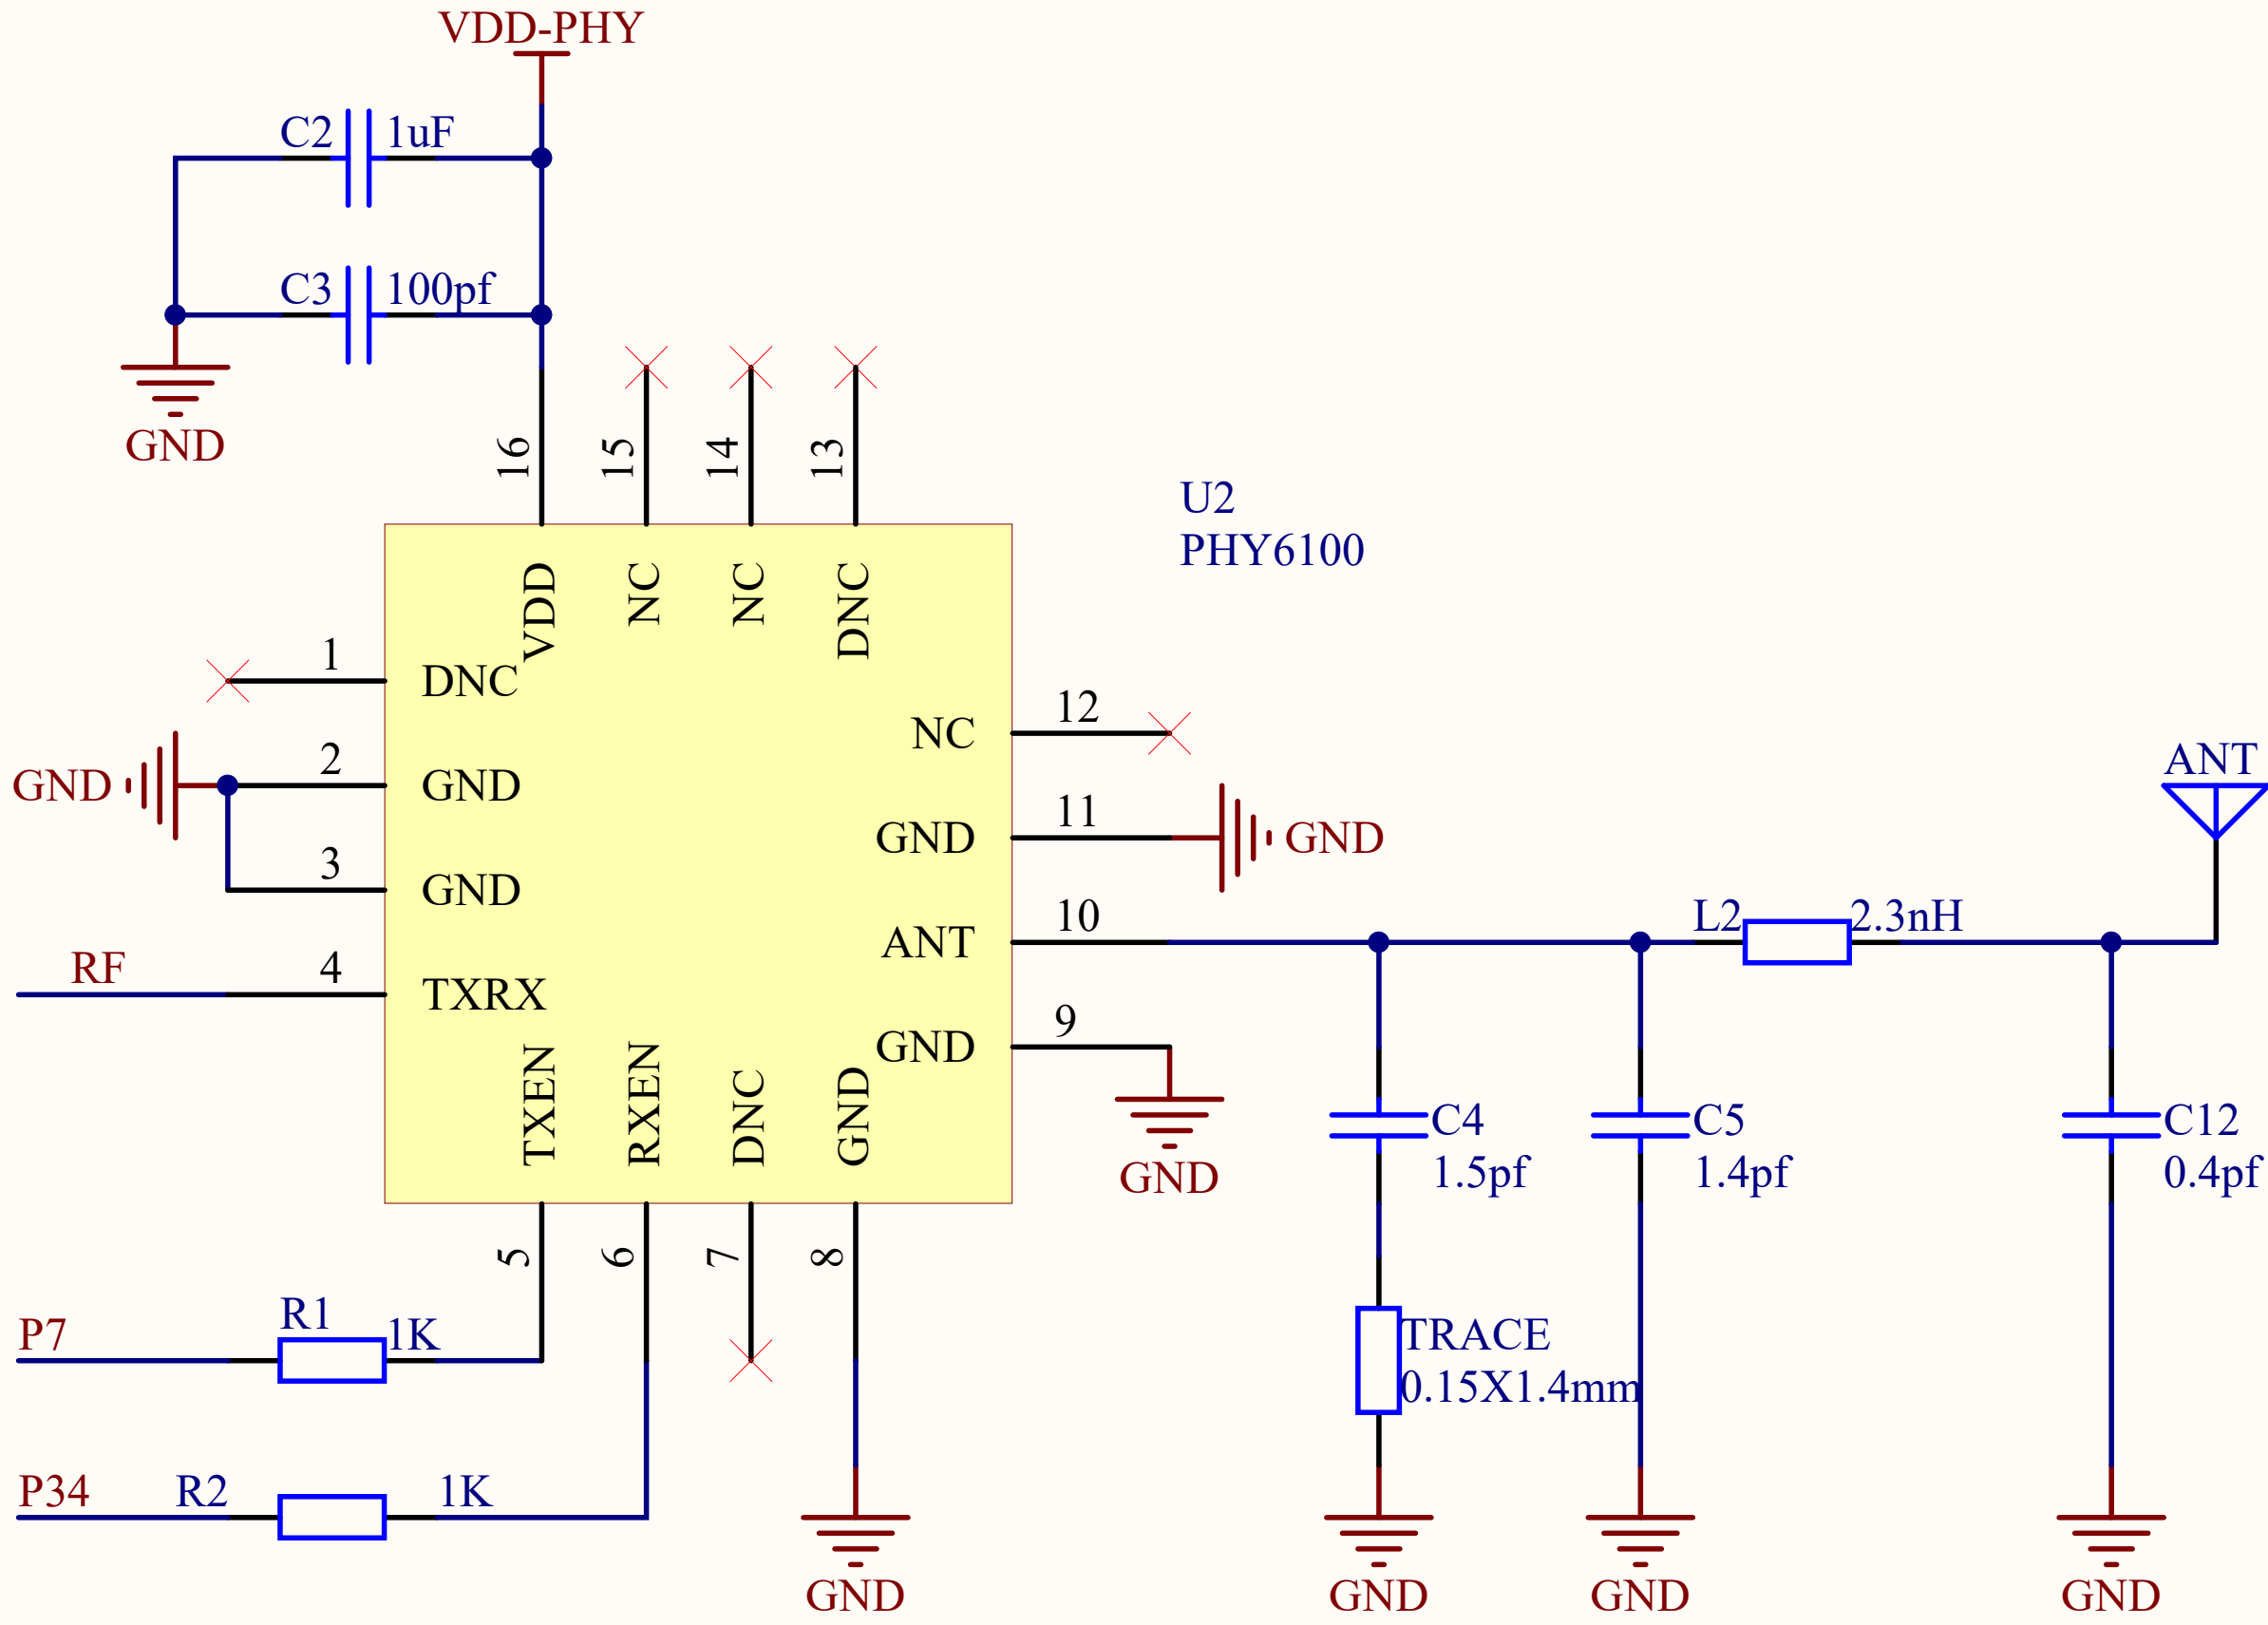 VDD-PHY
C2 1uF
C3 100pf
GND
16 15 14 13
U2
PHY6100
VDD NC NC DNC
1 DNC
NC 12
GND 2 GND
GND 11 GND
ANT
3 GND
ANT 10
L2 2.3nH
RF 4 TXRX
GND 9
TXEN RXEN DNC GND
GND
C4
1.5pf
C5
1.4pf
C12
0.4pf
5 6 7 8
P7 R1 1K
TRACE
0.15X1.4mm
P34 R2 1K
GND GND GND GND